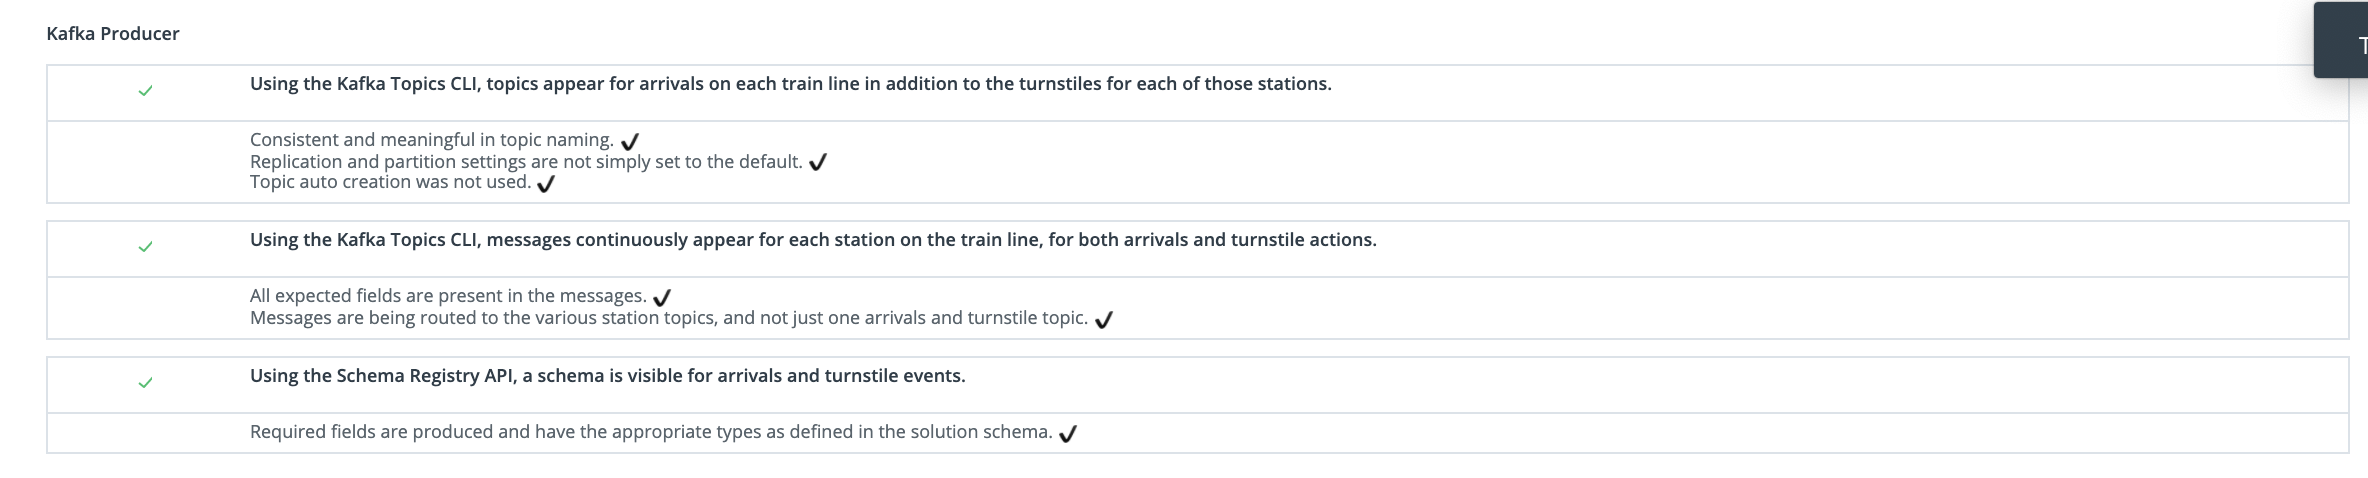 Kafka Producer
T
Using the Kafka Topics CLI, topics appear for arrivals on each train line in addition to the turnstiles for each of those stations.
Consistent and meaningful in topic naming. ✔
Replication and partition settings are not simply set to the default. ✔
Topic auto creation was not used. ✔
Using the Kafka Topics CLI, messages continuously appear for each station on the train line, for both arrivals and turnstile actions.
All expected fields are present in the messages. ✔
Messages are being routed to the various station topics, and not just one arrivals and turnstile topic. ✔
Using the Schema Registry API, a schema is visible for arrivals and turnstile events.
Required fields are produced and have the appropriate types as defined in the solution schema. ✔